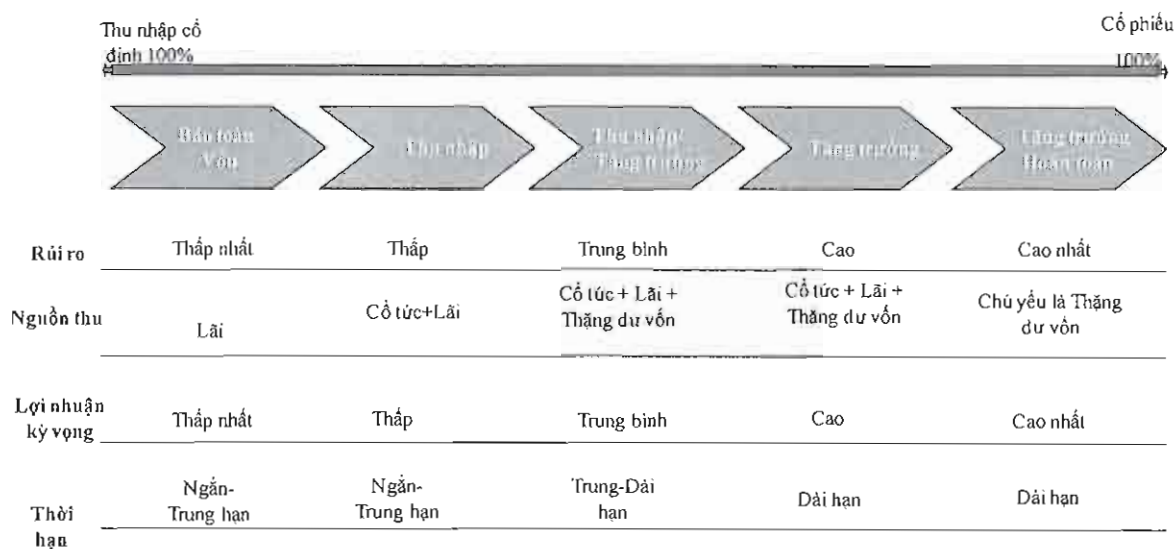 Thu nhập cố
định 100%
Cổ phiếu
100%
Bảo toàn
Vốn
Thu nhập
Thu nhập/
Tăng trưởng
Tăng trưởng
Tăng trưởng
Hoàn toàn
Rủi ro
Thấp nhất
Thấp
Trung bình
Cao
Cao nhất
Nguồn thu
Lãi
Cổ tức+Lãi
Cổ tức + Lãi +
Thặng dư vốn
Cổ tức + Lãi +
Thặng dư vốn
Chủ yếu là Thặng
dư vốn
Lợi nhuận
kỳ vọng
Thấp nhất
Thấp
Trung bình
Cao
Cao nhất
Thời
hạn
Ngắn-
Trung hạn
Ngắn-
Trung hạn
Trung-Dài
hạn
Dài hạn
Dài hạn